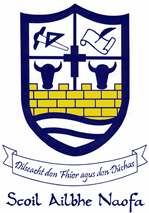 Dílseacht don Fhíor agus don Dúchas
Scoil Ailbhe Naofa